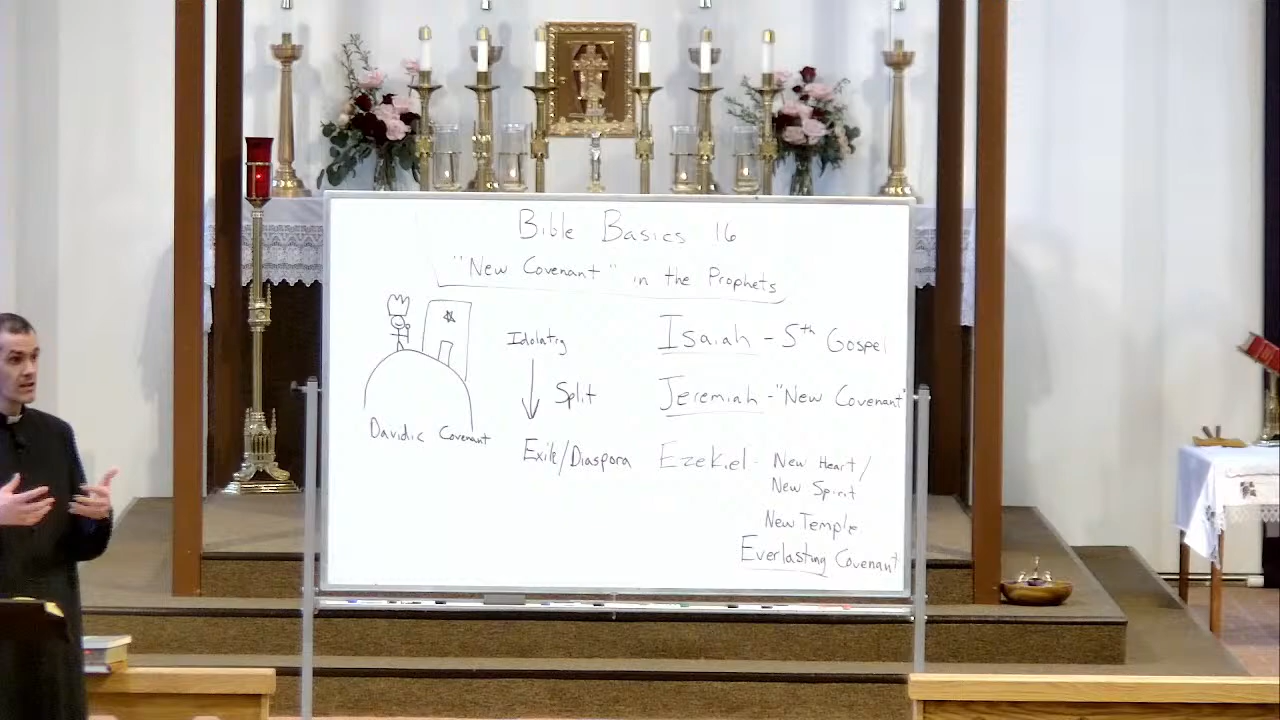 Bible Basics 16
"New Covenant" in the Prophets
Davidic Covenant
Idolatry
Split
Exile/Diaspora
Isaiah - 5th Gospel
Jeremiah - "New Covenant"
Ezekiel - New Heart/
New Spirit
New Temple
Everlasting Covenant